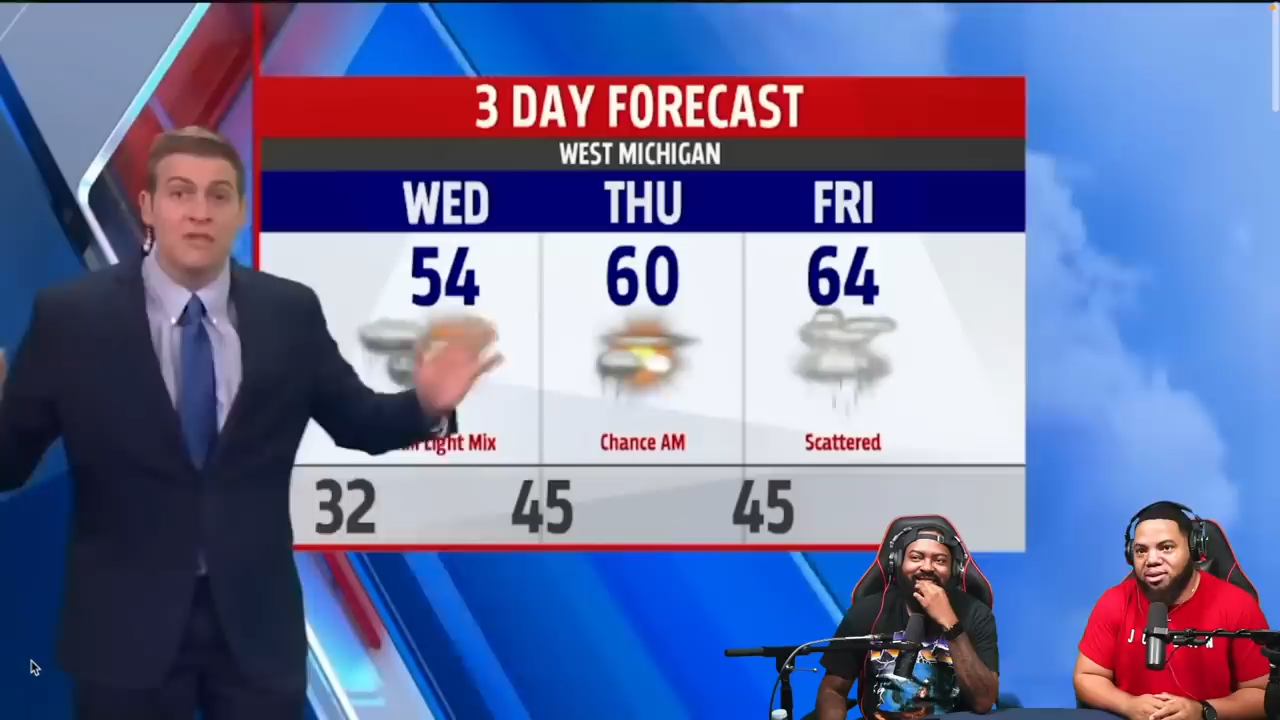 3 DAY FORECAST
WEST MICHIGAN
WED THU FRI
54 60 64
Light Mix Chance AM Scattered
32 45 45